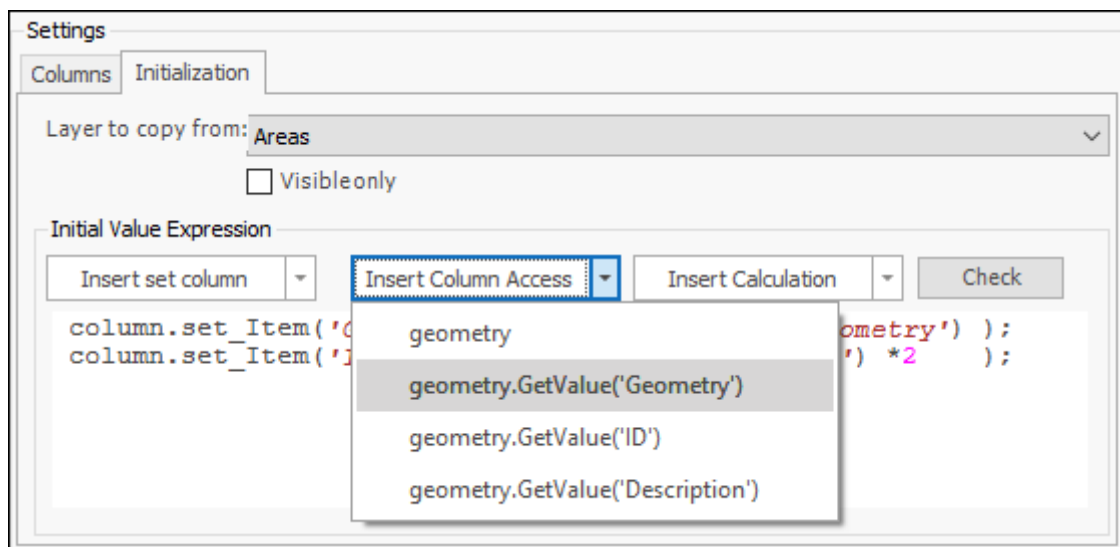 Settings
Columns Initialization
Layer to copy from: Areas
Visible only
Initial Value Expression
Insert set column Insert Column Access Insert Calculation Check
column.set_Item(' ometry') );
column.set_Item(' ') *2 );
geometry
geometry.GetValue('Geometry')
geometry.GetValue('ID')
geometry.GetValue('Description')